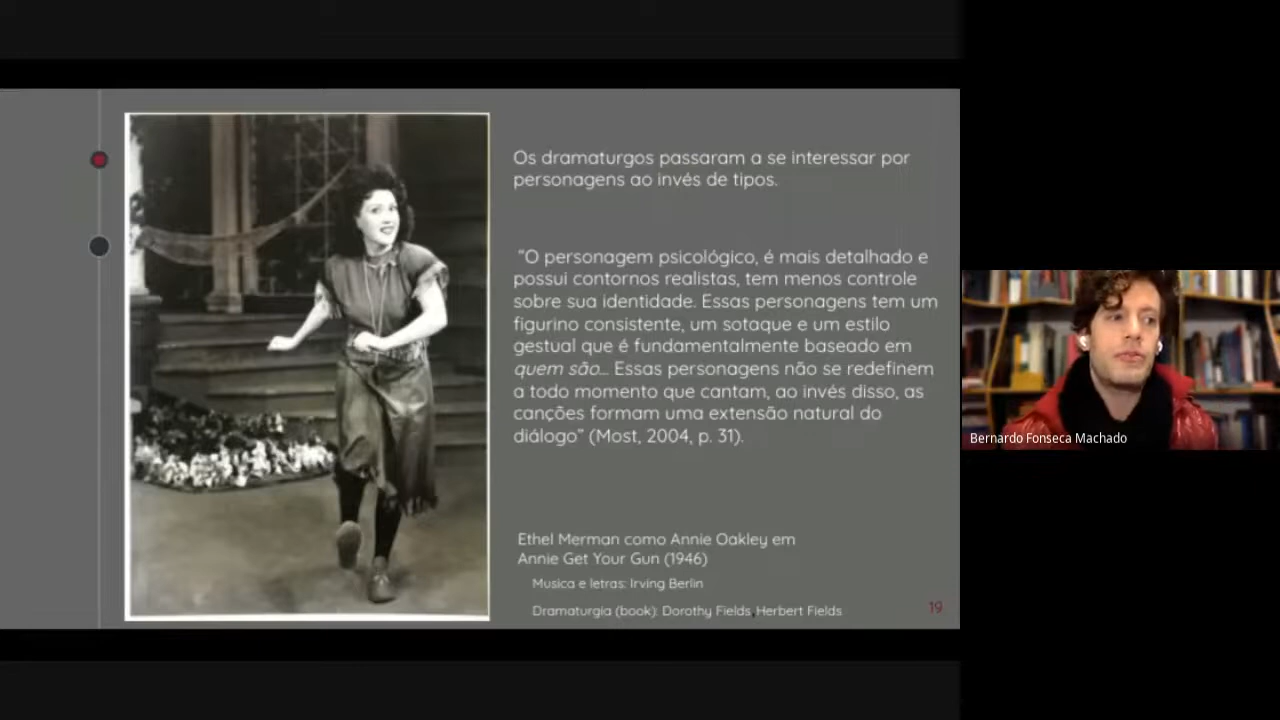 Os dramaturgos passaram a se interessar por
personagens ao invés de tipos.
“O personagem psicológico, é mais detalhado e
possui contornos realistas, tem menos controle
sobre sua identidade. Essas personagens tem um
figurino consistente, um sotaque e um estilo
gestual que é fundamentalmente baseado em
quem são... Essas personagens não se redefinem
a todo momento que cantam, ao invés disso, as
canções formam uma extensão natural do
diálogo” (Most, 2004, p. 31).
Ethel Merman como Annie Oakley em
Annie Get Your Gun (1946)
Musica e letras: Irving Berlin
Dramaturgia (book): Dorothy Fields, Herbert Fields
19
Bernardo Fonseca Machado